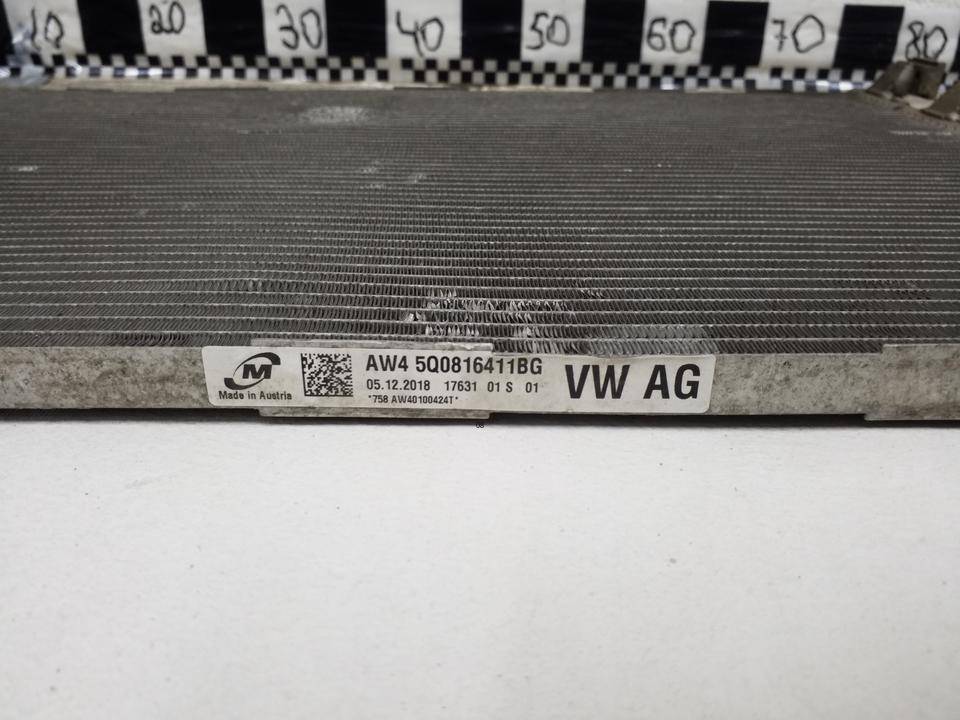 10 20 30 40 50 60 70 80
M
Made in Austria
AW4 5Q0816411BG
05.12.2018 17631 01 S 01
*758 AW40100424T*
VW AG